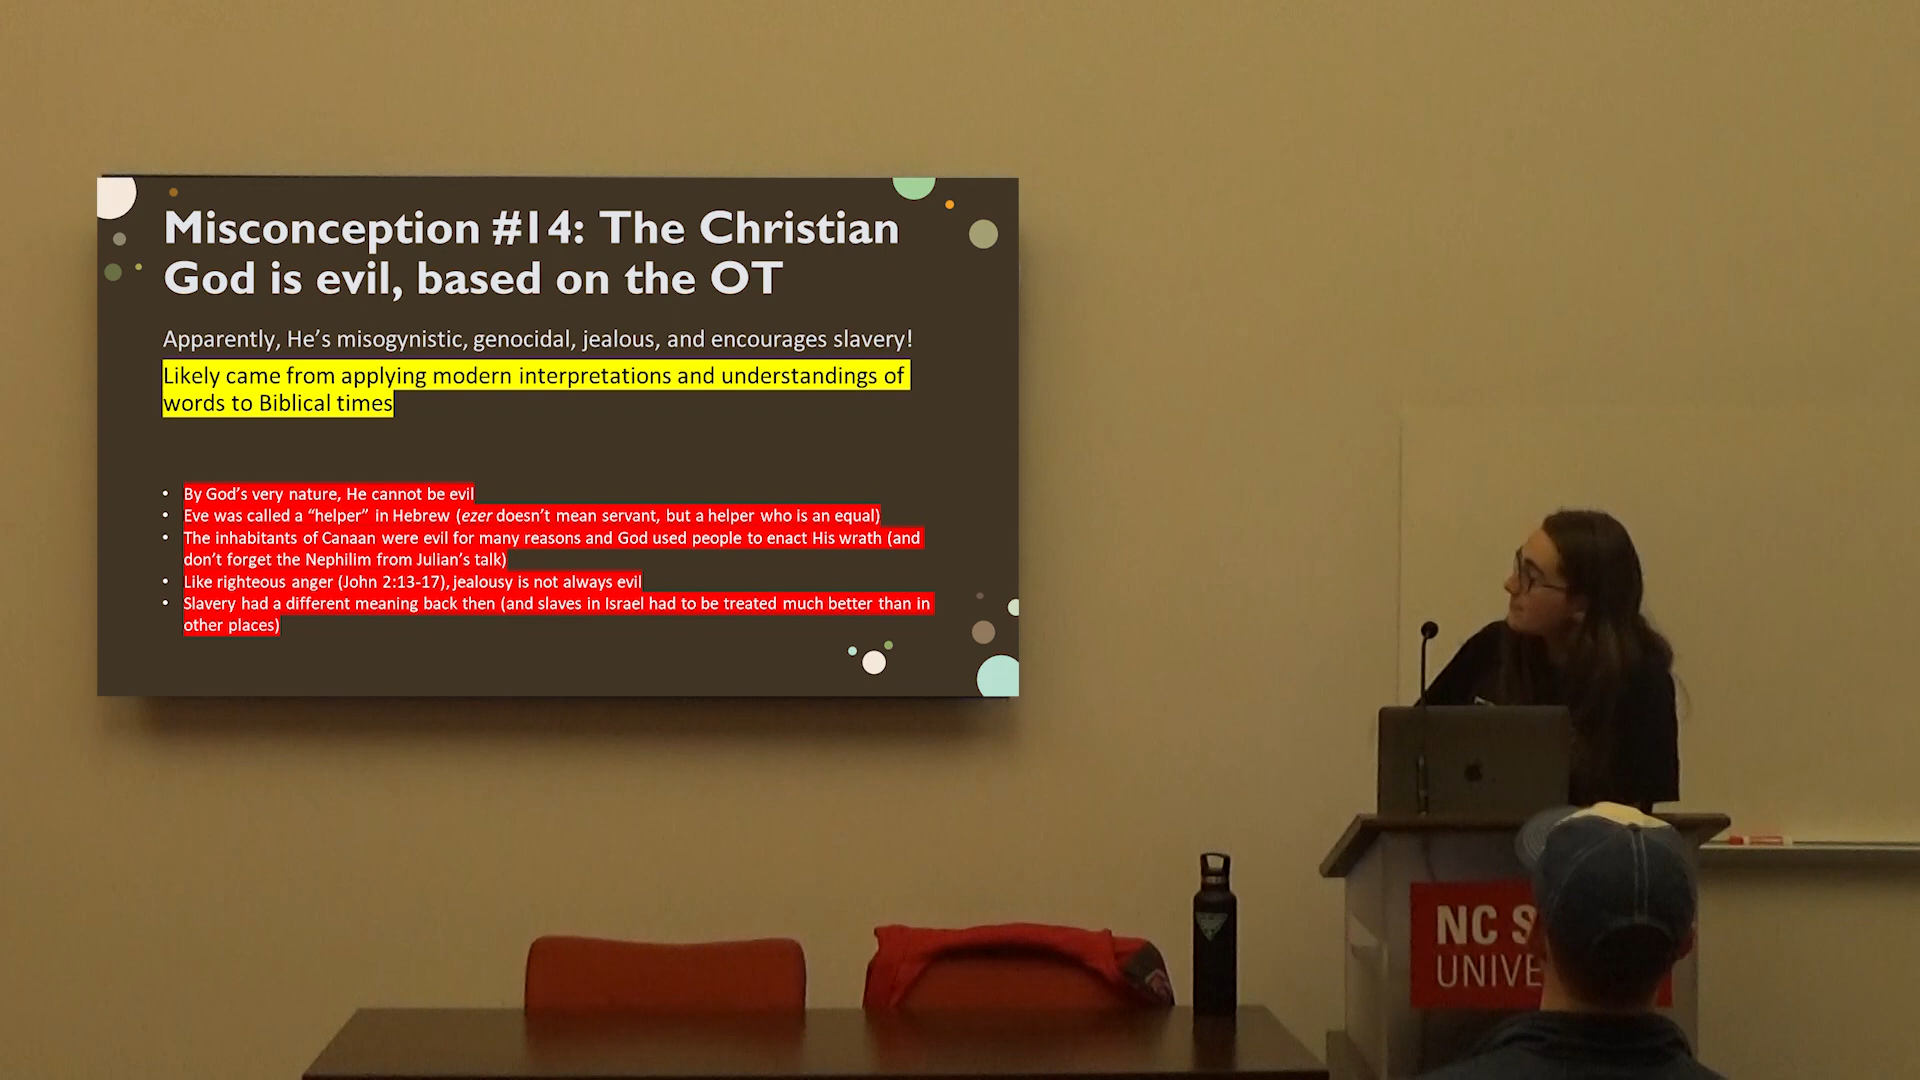 Misconception #14: The Christian
God is evil, based on the OT
Apparently, He’s misogynistic, genocidal, jealous, and encourages slavery!
Likely came from applying modern interpretations and understandings of
words to Biblical times
• By God’s very nature, He cannot be evil
• Eve was called a “helper” in Hebrew (ezer doesn’t mean servant, but a helper who is an equal)
• The inhabitants of Canaan were evil for many reasons and God used people to enact His wrath (and
don’t forget the Nephilim from Julian’s talk)
• Like righteous anger (John 2:13-17), jealousy is not always evil
• Slavery had a different meaning back then (and slaves in Israel had to be treated much better than in
other places)
NC S
UNIVE